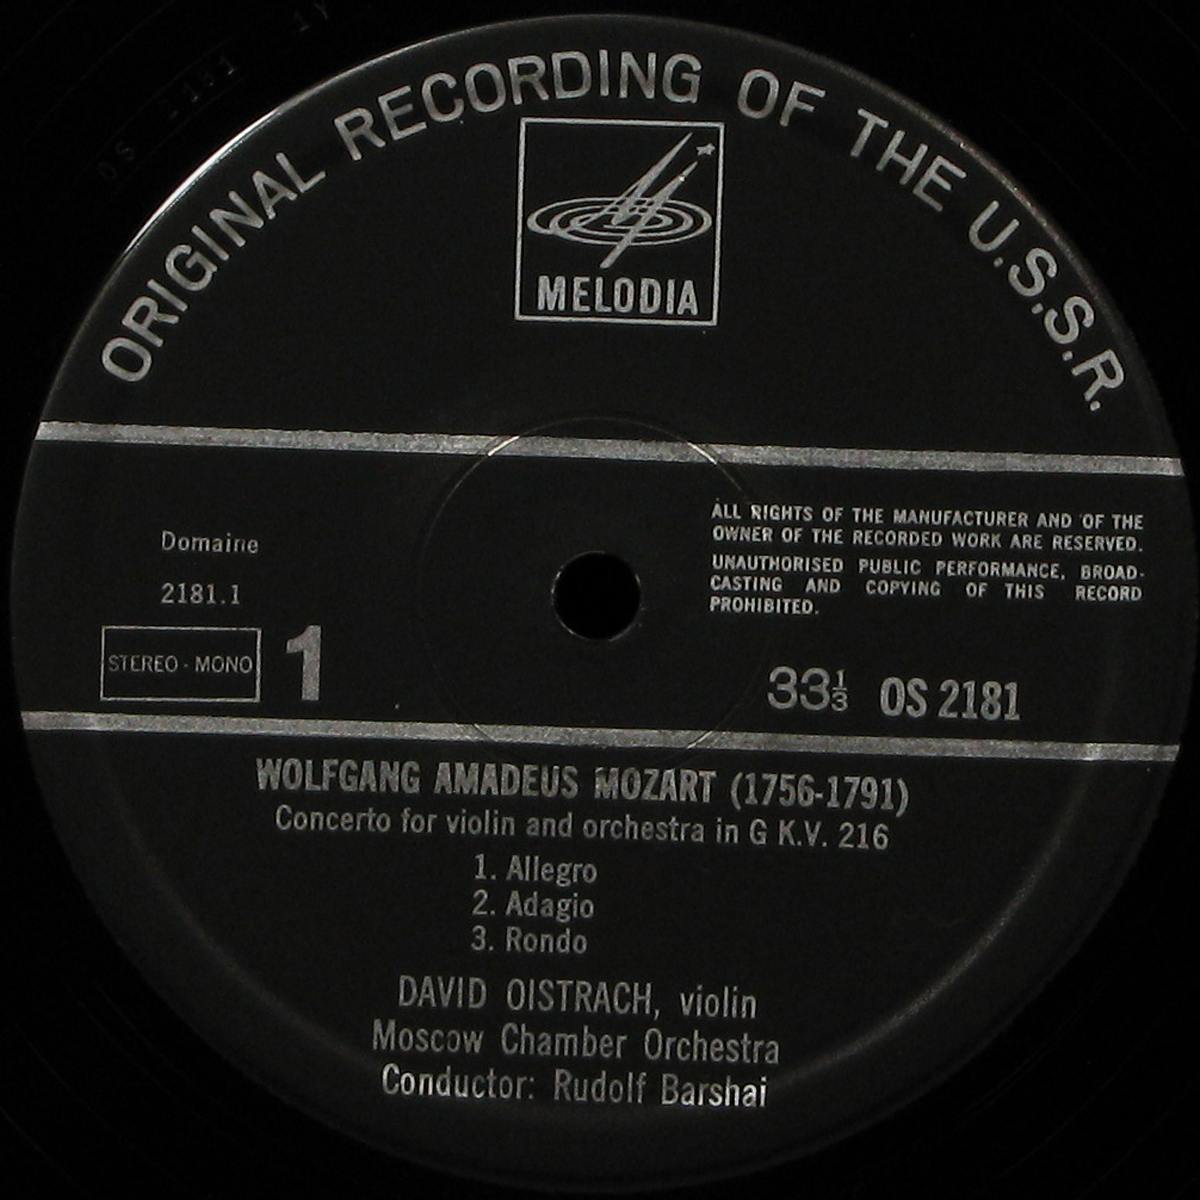 ORIGINAL RECORDING OF THE U.S.S.R.
MELODIA
Domaine
2181.1
STEREO - MONO
1
ALL RIGHTS OF THE MANUFACTURER AND OF THE
OWNER OF THE RECORDED WORK ARE RESERVED.
UNAUTHORISED PUBLIC PERFORMANCE, BROAD-
CASTING AND COPYING OF THIS RECORD
PROHIBITED.
33⅓ OS 2181
WOLFGANG AMADEUS MOZART (1756-1791)
Concerto for violin and orchestra in G K.V. 216
1. Allegro
2. Adagio
3. Rondo
DAVID OISTRACH, violin
Moscow Chamber Orchestra
Conductor: Rudolf Barshai